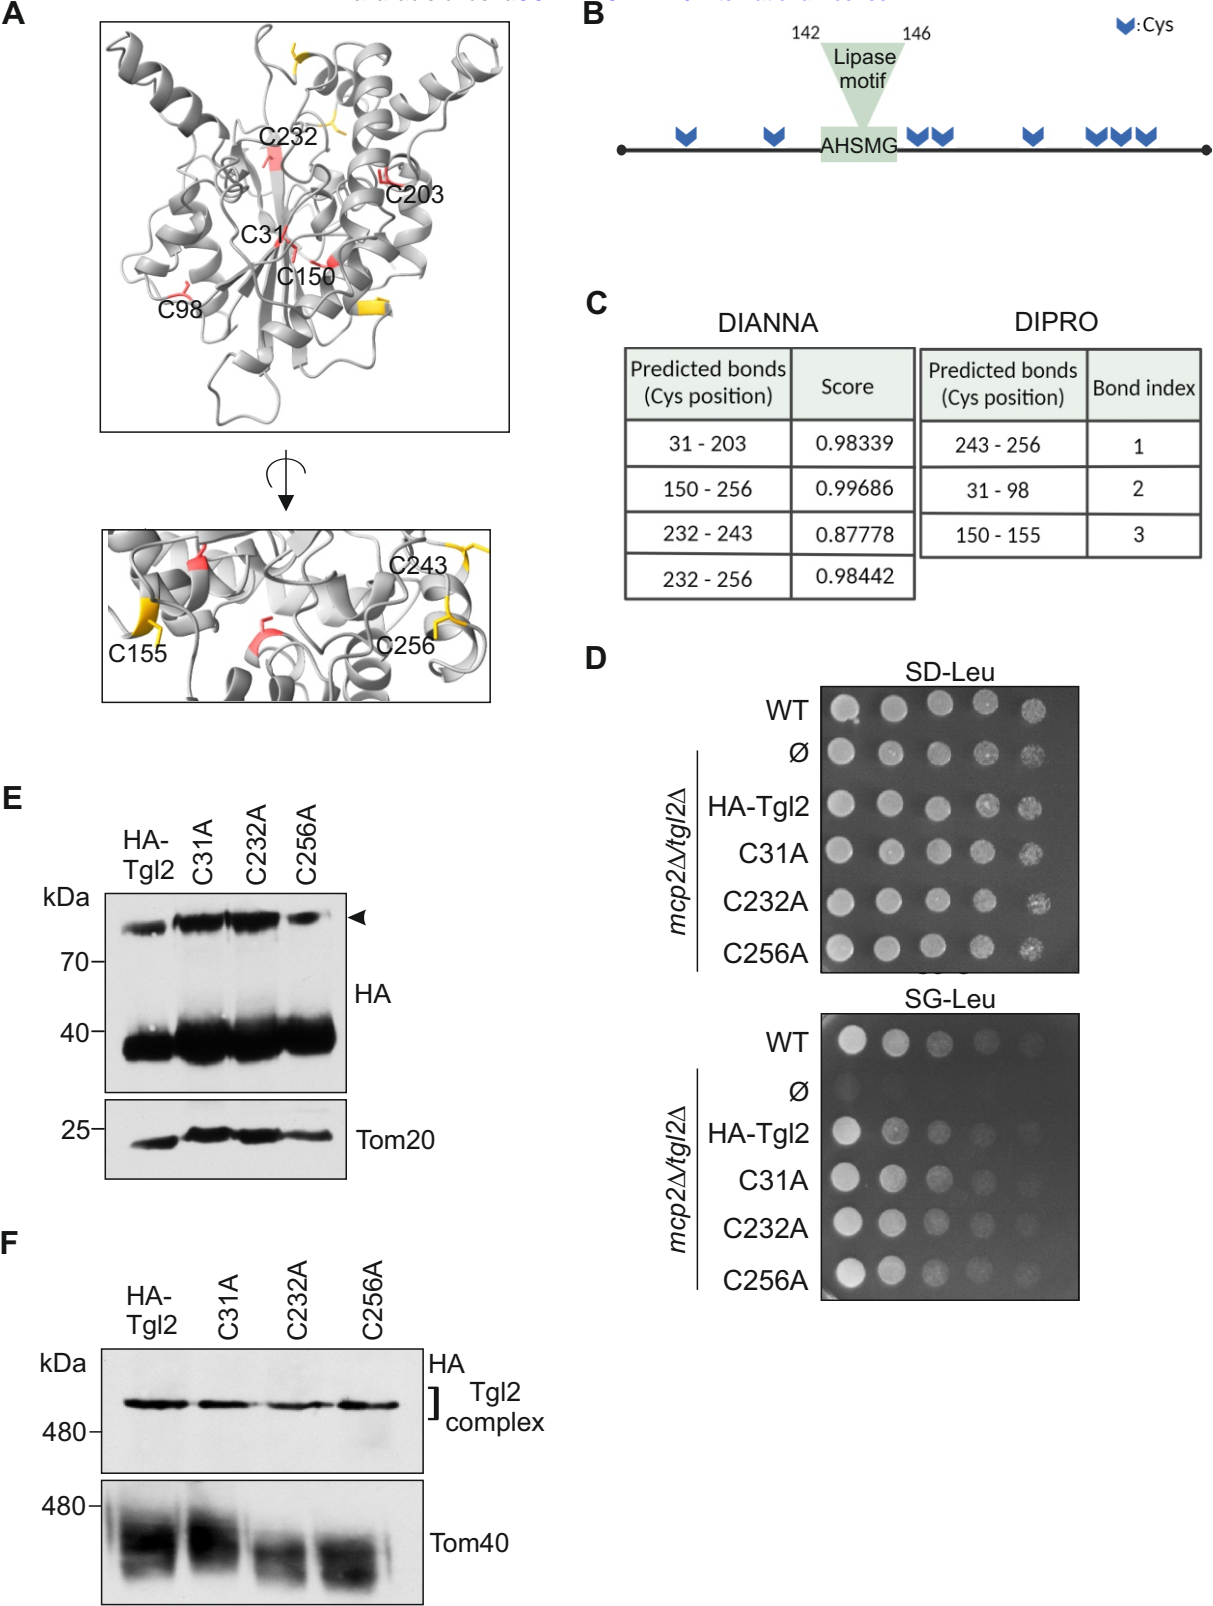 A
C232
C203
C31
C150
C98
C243
C155
C256
B
142
146
:Cys
Lipase
motif
AHSMG
C
DIANNA
DIPRO
Predicted bonds
(Cys position)
Score
Predicted bonds
(Cys position)
Bond index
31 - 203
0.98339
243 - 256
1
150 - 256
0.99686
31 - 98
2
232 - 243
0.87778
150 - 155
3
232 - 256
0.98442
D
SD-Leu
WT
Ø
HA-Tgl2
C31A
C232A
C256A
mcp2Δ/tgl2Δ
SG-Leu
WT
Ø
HA-Tgl2
C31A
C232A
C256A
mcp2Δ/tgl2Δ
E
HA-
Tgl2
C31A
C232A
C256A
kDa
70
40
HA
25
Tom20
F
HA-
Tgl2
C31A
C232A
C256A
kDa
HA
Tgl2
complex
480
480
Tom40